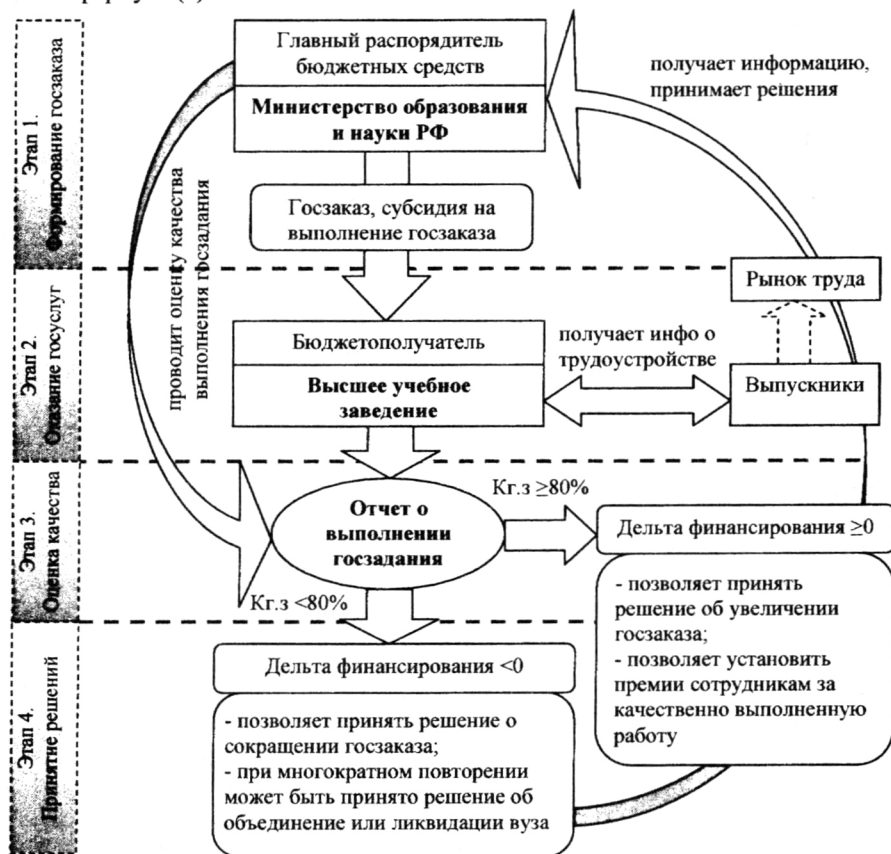 Главный распорядитель
бюджетных средств
Министерство образования
и науки РФ
получает информацию,
принимает решения
Этап 1.
Формирование госзаказа
Госзаказ, субсидия на
выполнение госзаказа
проводит оценку качества
выполнения госзадания
Рынок труда
Этап 2.
Оказание госуслуг
Бюджетополучатель
Высшее учебное
заведение
получает инфо о
трудоустройстве
Выпускники
Этап 3.
Оценка качества
Отчет о
выполнении
госзадания
Кг.з ≥80%
Дельта финансирования ≥0
- позволяет принять
решение об увеличении
госзаказа;
- позволяет установить
премии сотрудникам за
качественно выполненную
работу
Кг.з <80%
Этап 4.
Принятие решений
Дельта финансирования <0
- позволяет принять решение о
сокращении госзаказа;
- при многократном повторении
может быть принято решение об
объединение или ликвидации вуза